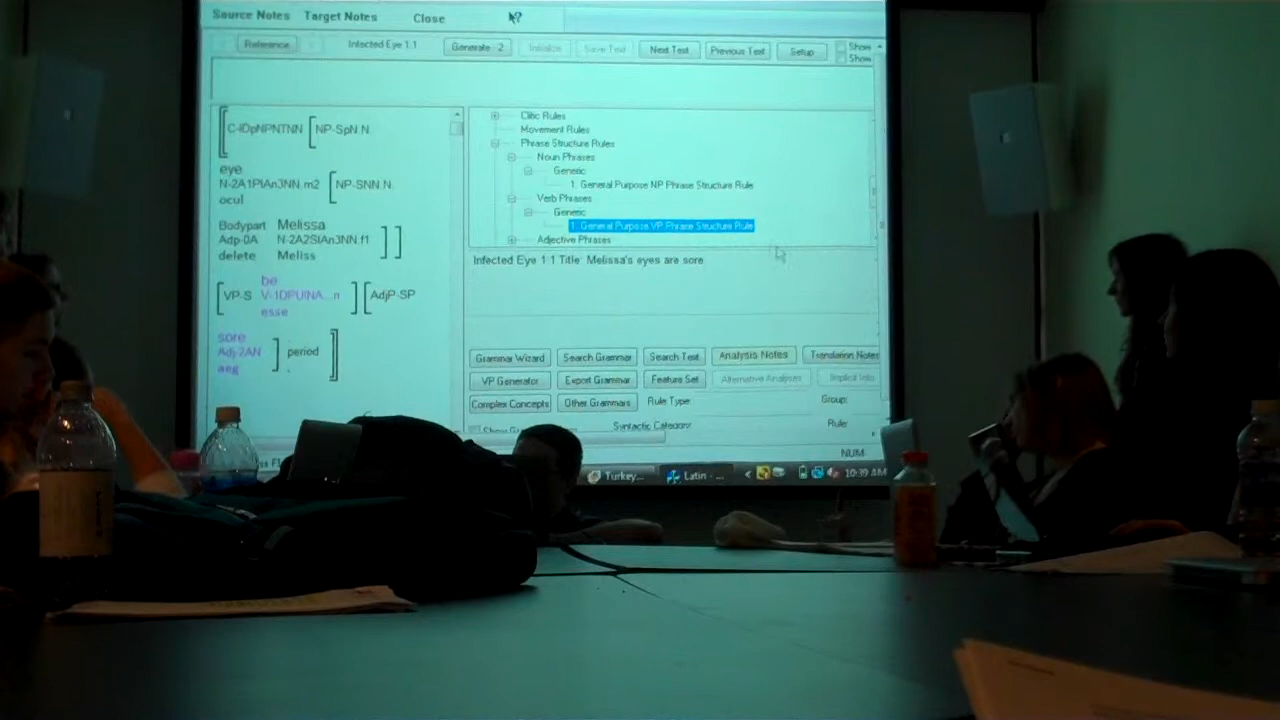 Source Notes Target Notes Close
Reference Infected Eye 1:1 Generate - 2 Initialize Save Text Next Text Previous Text Setup Show
Show
C-IDpNPNTNN [NP-SpN.N.
eye
N-2A1PlAn3NN.m2 [NP-SNN.N.
ocul
Bodypart Melissa
Adp-0A N-2A2SIAn3NN.f1 ]]
delete Meliss
be
[VP-S V-1DPUINA...n ][AdjP-SP
esse
sore
Adj-2AN ] period ]
aeg .
Clitic Rules
Movement Rules
Phrase Structure Rules
Noun Phrases
Generic
1. General Purpose NP Phrase Structure Rule
Verb Phrases
Generic
1. General Purpose VP Phrase Structure Rule
Adjective Phrases
Infected Eye 1:1 Title: Melissa's eyes are sore
Grammar Wizard Search Grammar Search Text Analysis Notes Translation Notes
VP Generator Export Grammar Feature Set Alternative Analyses Implicit Info
Complex Concepts Other Grammars Rule Type: Group:
Syntactic Category Rule:
NUM
Turkey... Latin - ... 10:39 AM